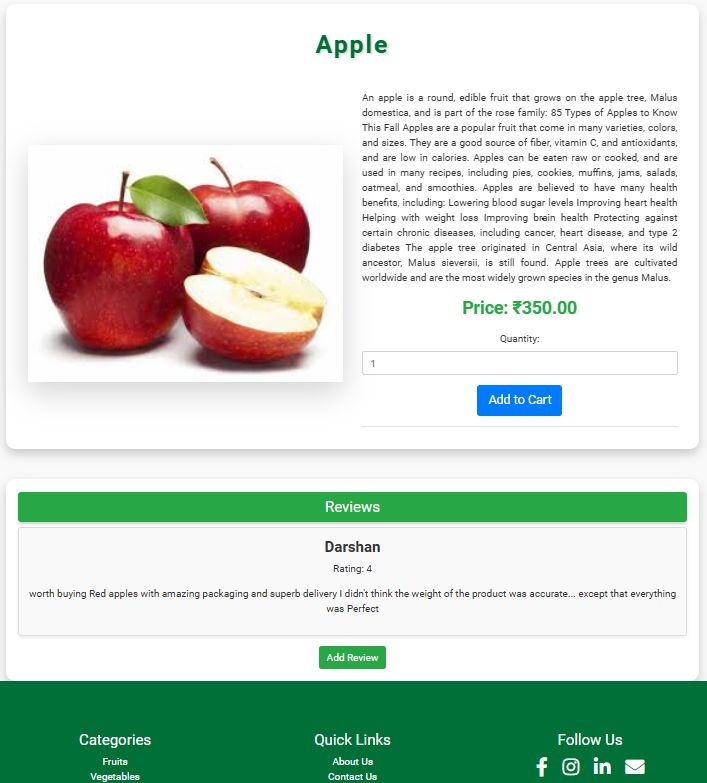 Apple
An apple is a round, edible fruit that grows on the apple tree, Malus
domestica, and is part of the rose family: 85 Types of Apples to Know
This Fall Apples are a popular fruit that come in many varieties, colors,
and sizes. They are a good source of fiber, vitamin C, and antioxidants,
and are low in calories. Apples can be eaten raw or cooked, and are
used in many recipes, including pies, cookies, muffins, jams, salads,
oatmeal, and smoothies. Apples are believed to have many health
benefits, including: Lowering blood sugar levels Improving heart health
Helping with weight loss Improving brain health Protecting against
certain chronic diseases, including cancer, heart disease, and type 2
diabetes The apple tree originated in Central Asia, where its wild
ancestor, Malus sieversii, is still found. Apple trees are cultivated
worldwide and are the most widely grown species in the genus Malus.
Price: ₹350.00
Quantity:
1
Add to Cart
Reviews
Darshan
Rating: 4
worth buying Red apples with amazing packaging and superb delivery I didn't think the weight of the product was accurate... except that everything
was Perfect
Add Review
Categories
Fruits
Vegetables
Quick Links
About Us
Contact Us
Follow Us